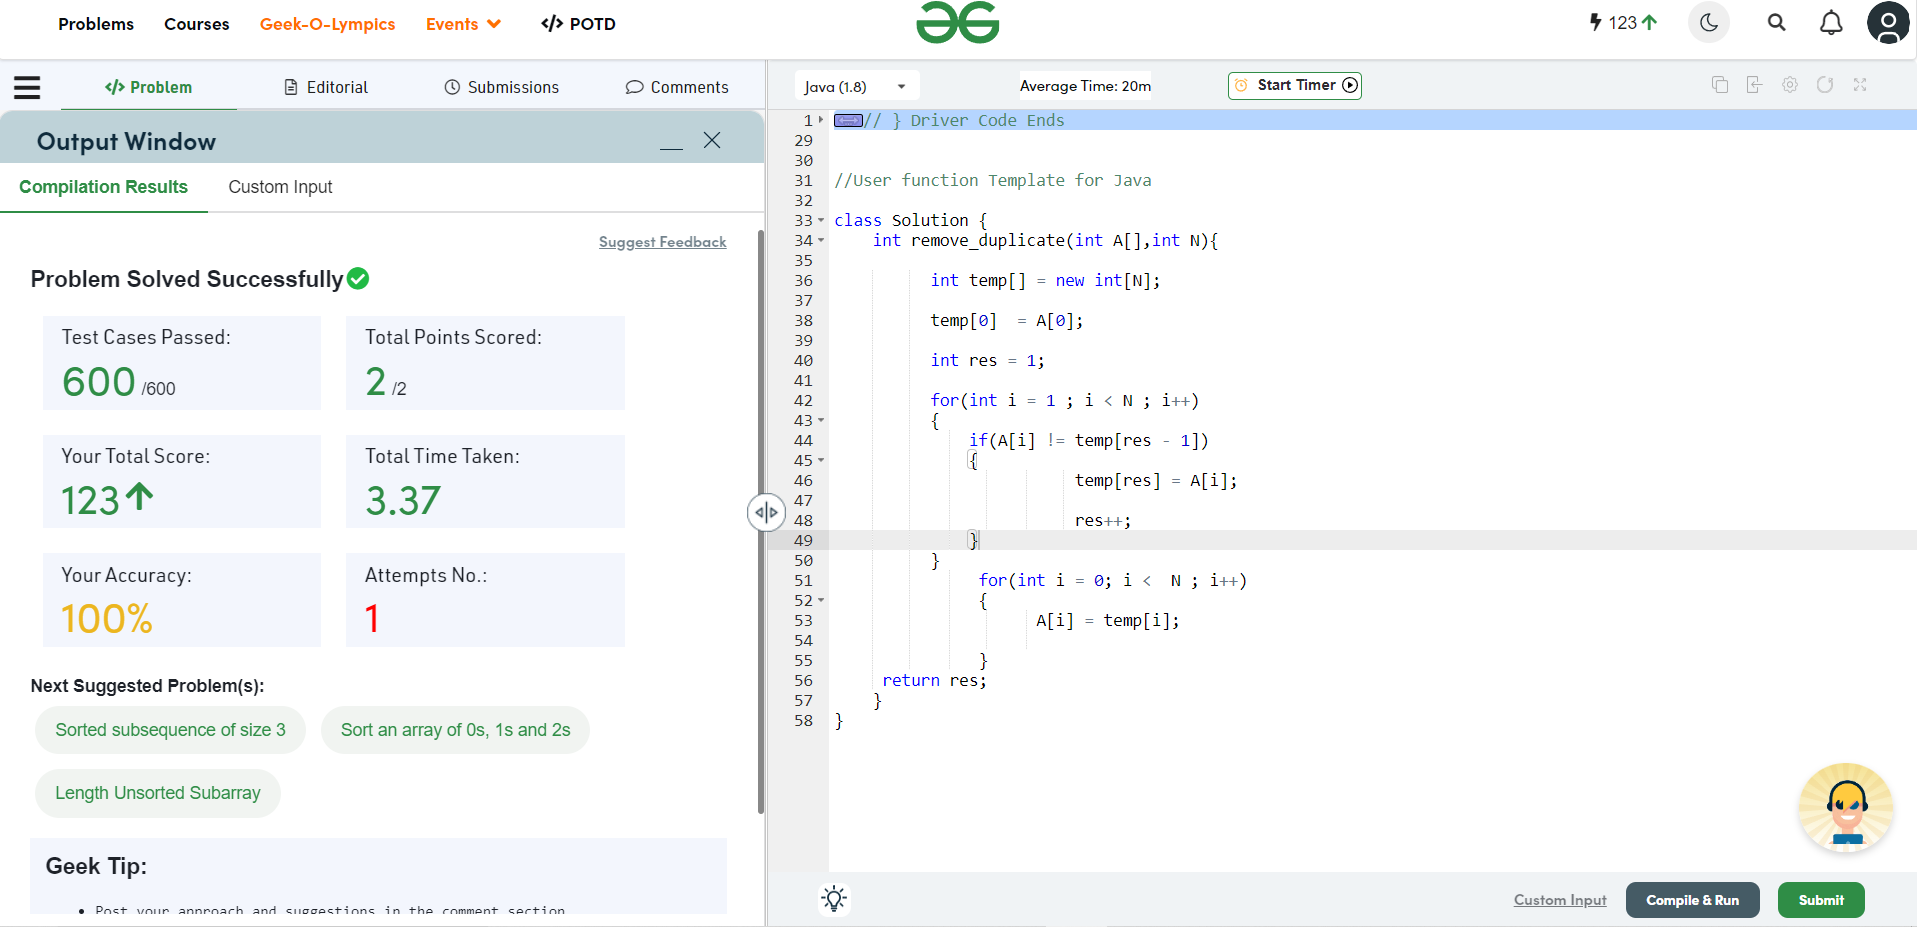 Problems Courses Geek-O-Lympics Events </> POTD
123
Problem Editorial Submissions Comments
Java (1.8) Average Time: 20m Start Timer
Output Window
Compilation Results Custom Input
Suggest Feedback
Problem Solved Successfully
Test Cases Passed: Total Points Scored:
600 /600 2 /2
Your Total Score: Total Time Taken:
123 3.37
Your Accuracy: Attempts No.:
100% 1
Next Suggested Problem(s):
Sorted subsequence of size 3 Sort an array of 0s, 1s and 2s
Length Unsorted Subarray
Geek Tip:
• Post your approach and suggestions in the comment section
1 // } Driver Code Ends
29
30
31 //User function Template for Java
32
33 class Solution {
34 int remove_duplicate(int A[],int N){
35
36 int temp[] = new int[N];
37
38 temp[0]  = A[0];
39
40 int res = 1;
41
42 for(int i = 1 ; i < N ; i++)
43 {
44 if(A[i] != temp[res - 1])
45 {
46 temp[res] = A[i];
47
48 res++;
49 }
50 }
51 for(int i = 0; i <  N ; i++)
52 {
53 A[i] = temp[i];
54
55 }
56 return res;
57 }
58 }
Custom Input Compile & Run Submit